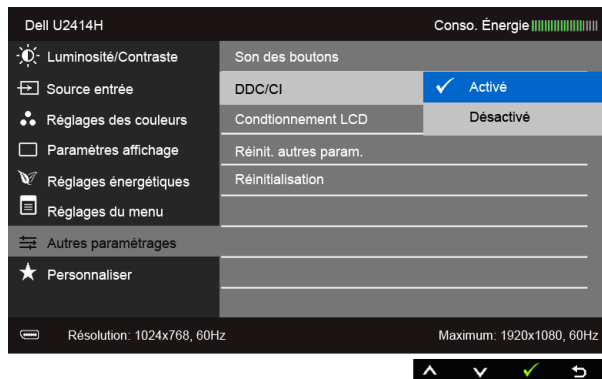 Dell U2414H Conso. Énergie
Luminosité/Contraste Son des boutons
Source entrée DDC/CI Activé
Réglages des couleurs Condtionnement LCD Désactivé
Paramètres affichage Réinit. autres param.
Réglages énergétiques Réinitialisation
Réglages du menu
Autres paramétrages
Personnaliser
Résolution: 1024x768, 60Hz Maximum: 1920x1080, 60Hz